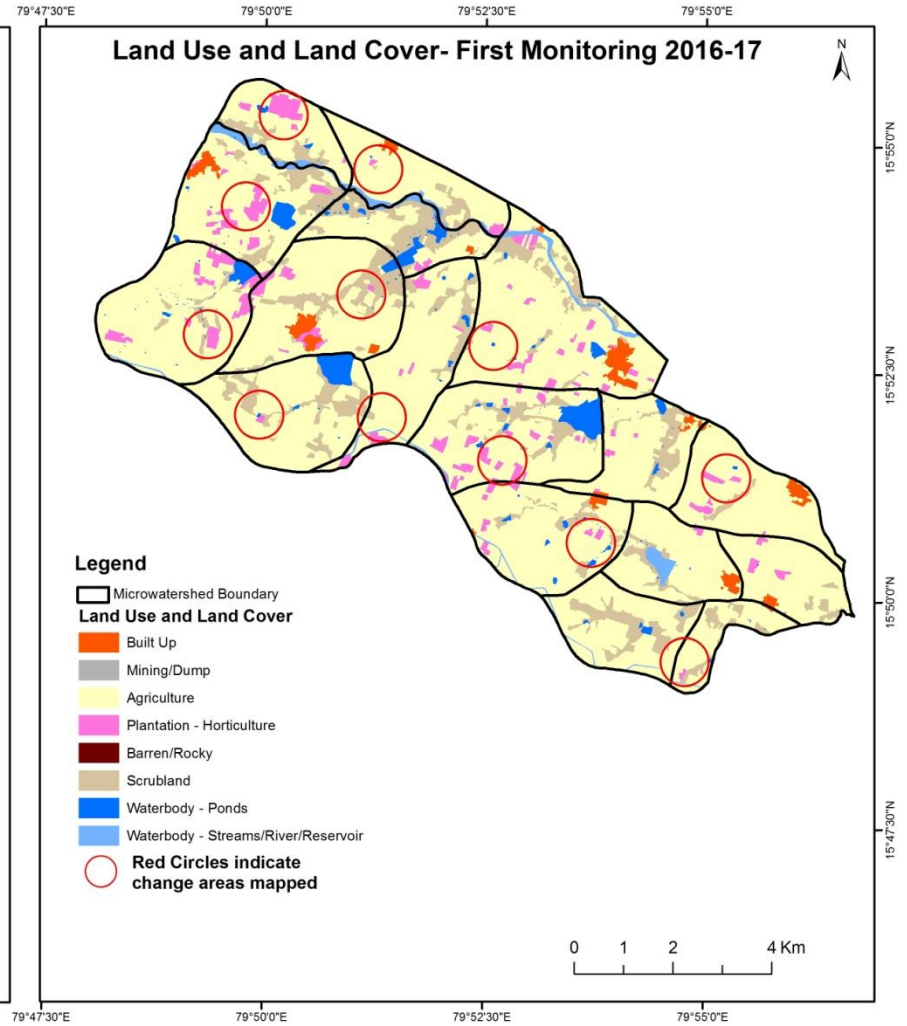 79°47'30"E 79°50'0"E 79°52'30"E 79°55'0"E
Land Use and Land Cover- First Monitoring 2016-17
N
15°55'0"N
15°52'30"N
15°50'0"N
15°47'30"N
Legend
Microwatershed Boundary
Land Use and Land Cover
Built Up
Mining/Dump
Agriculture
Plantation - Horticulture
Barren/Rocky
Scrubland
Waterbody - Ponds
Waterbody - Streams/River/Reservoir
Red Circles indicate
change areas mapped
0 1 2 4 Km
79°47'30"E 79°50'0"E 79°52'30"E 79°55'0"E